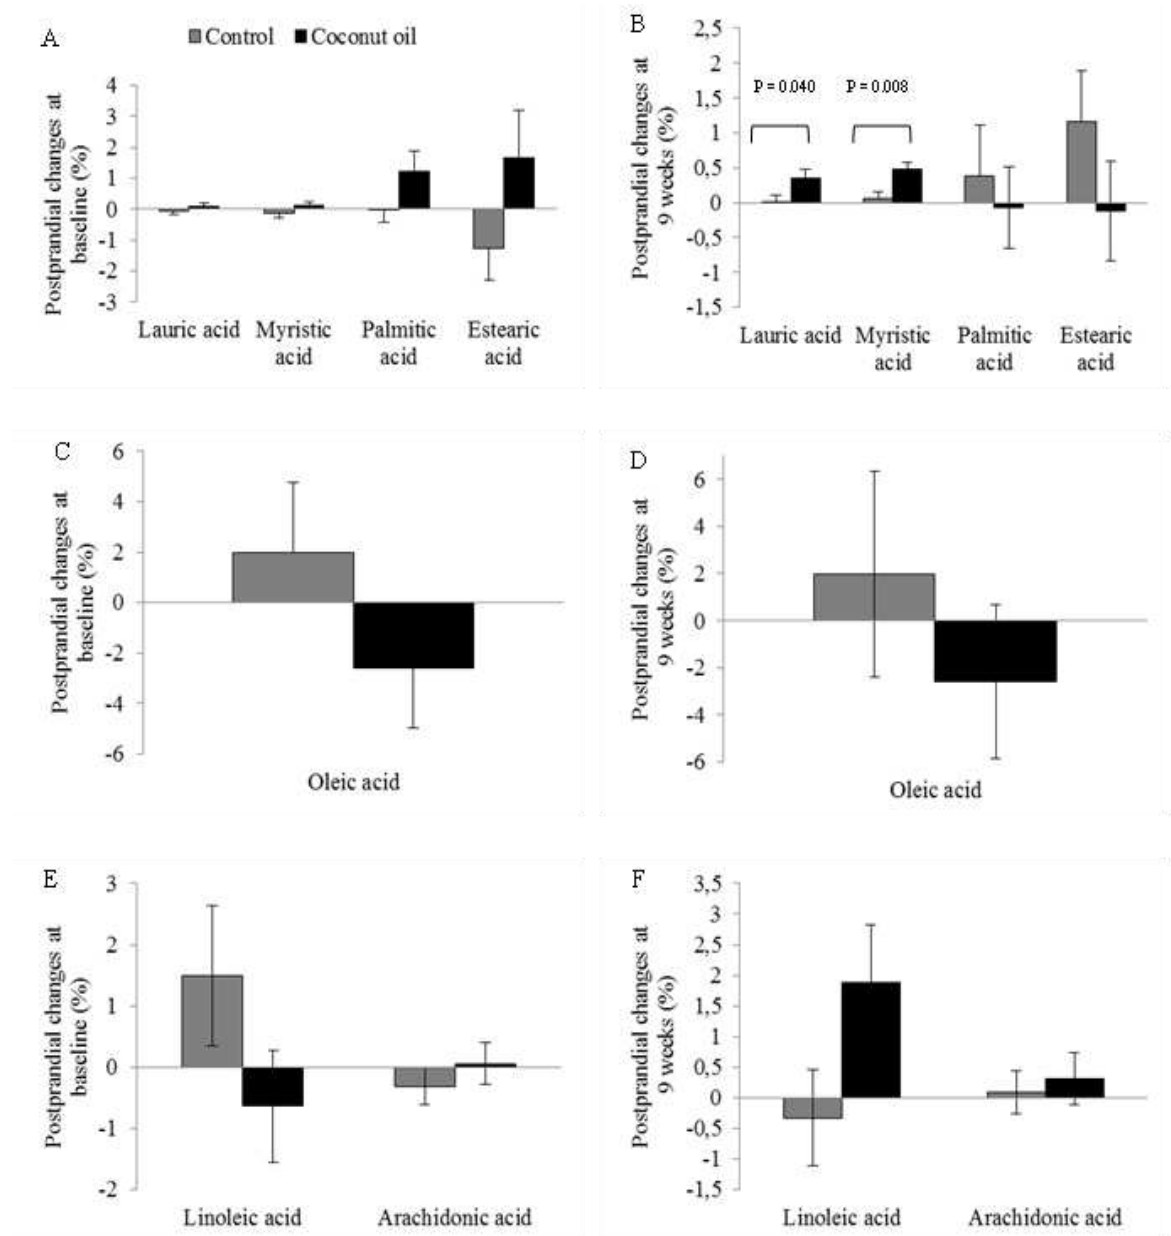 A
Control Coconut oil
Postprandial changes at
baseline (%)
4
3
2
1
0
-1
-2
-3
Lauric acid Myristic Palmitic Estearic
acid acid acid
B
Postprandial changes at
9 weeks (%)
2,5
2
1,5
1
0,5
0
-0,5
-1
-1,5
P = 0.040 P = 0.008
Lauric acid Myristic Palmitic Estearic
acid acid acid
C
Postprandial changes at
baseline (%)
6
4
2
0
-2
-4
-6
Oleic acid
D
Postprandial changes at
9 weeks (%)
6
4
2
0
-2
-4
-6
Oleic acid
E
Postprandial changes at
baseline (%)
3
2
1
0
-1
-2
Linoleic acid Arachidonic acid
F
Postprandial changes at
9 weeks (%)
3,5
3
2,5
2
1,5
1
0,5
0
-0,5
-1
-1,5
Linoleic acid Arachidonic acid